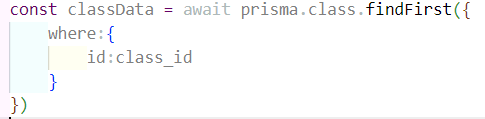 const classData = await prisma.class.findFirst({
    where:{
        id:class_id
    }
})